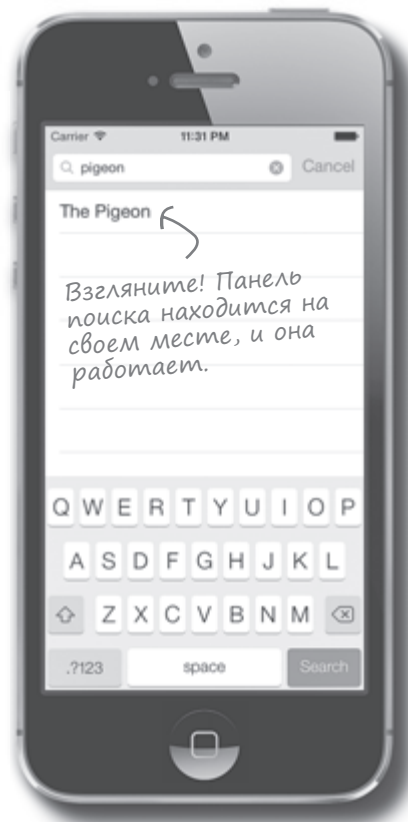 Carrier 11:31 PM
pigeon Cancel
The Pigeon
Взгляните! Панель
поиска находится на
своем месте, и она
работает.
Q W E R T Y U I O P
A S D F G H J K L
Z X C V B N M
.?123 space Search